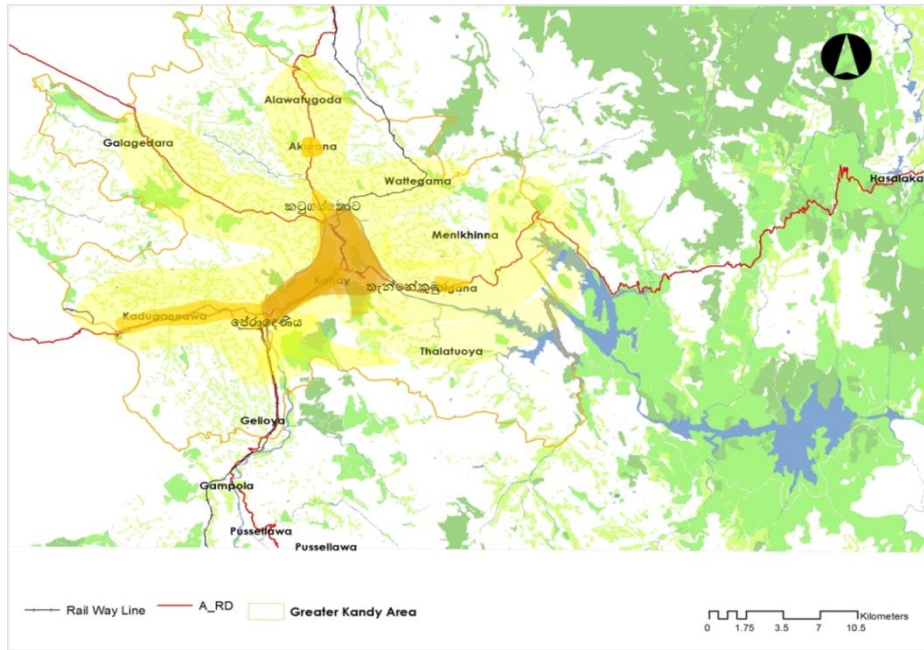 Alawatugoda
Galagedara
Akurana
Wattegama
Hasalaka
කටුගස්තොට
Menikhinna
Kandy
තැන්නේකුඹුර
Kadugannawa
පේරාදෙණිය
Thalatuoya
Gelioya
Gampola
Pussellawa
Pussellawa
Rail Way Line
A_RD
Greater Kandy Area
Kilometers
0 1.75 3.5 7 10.5